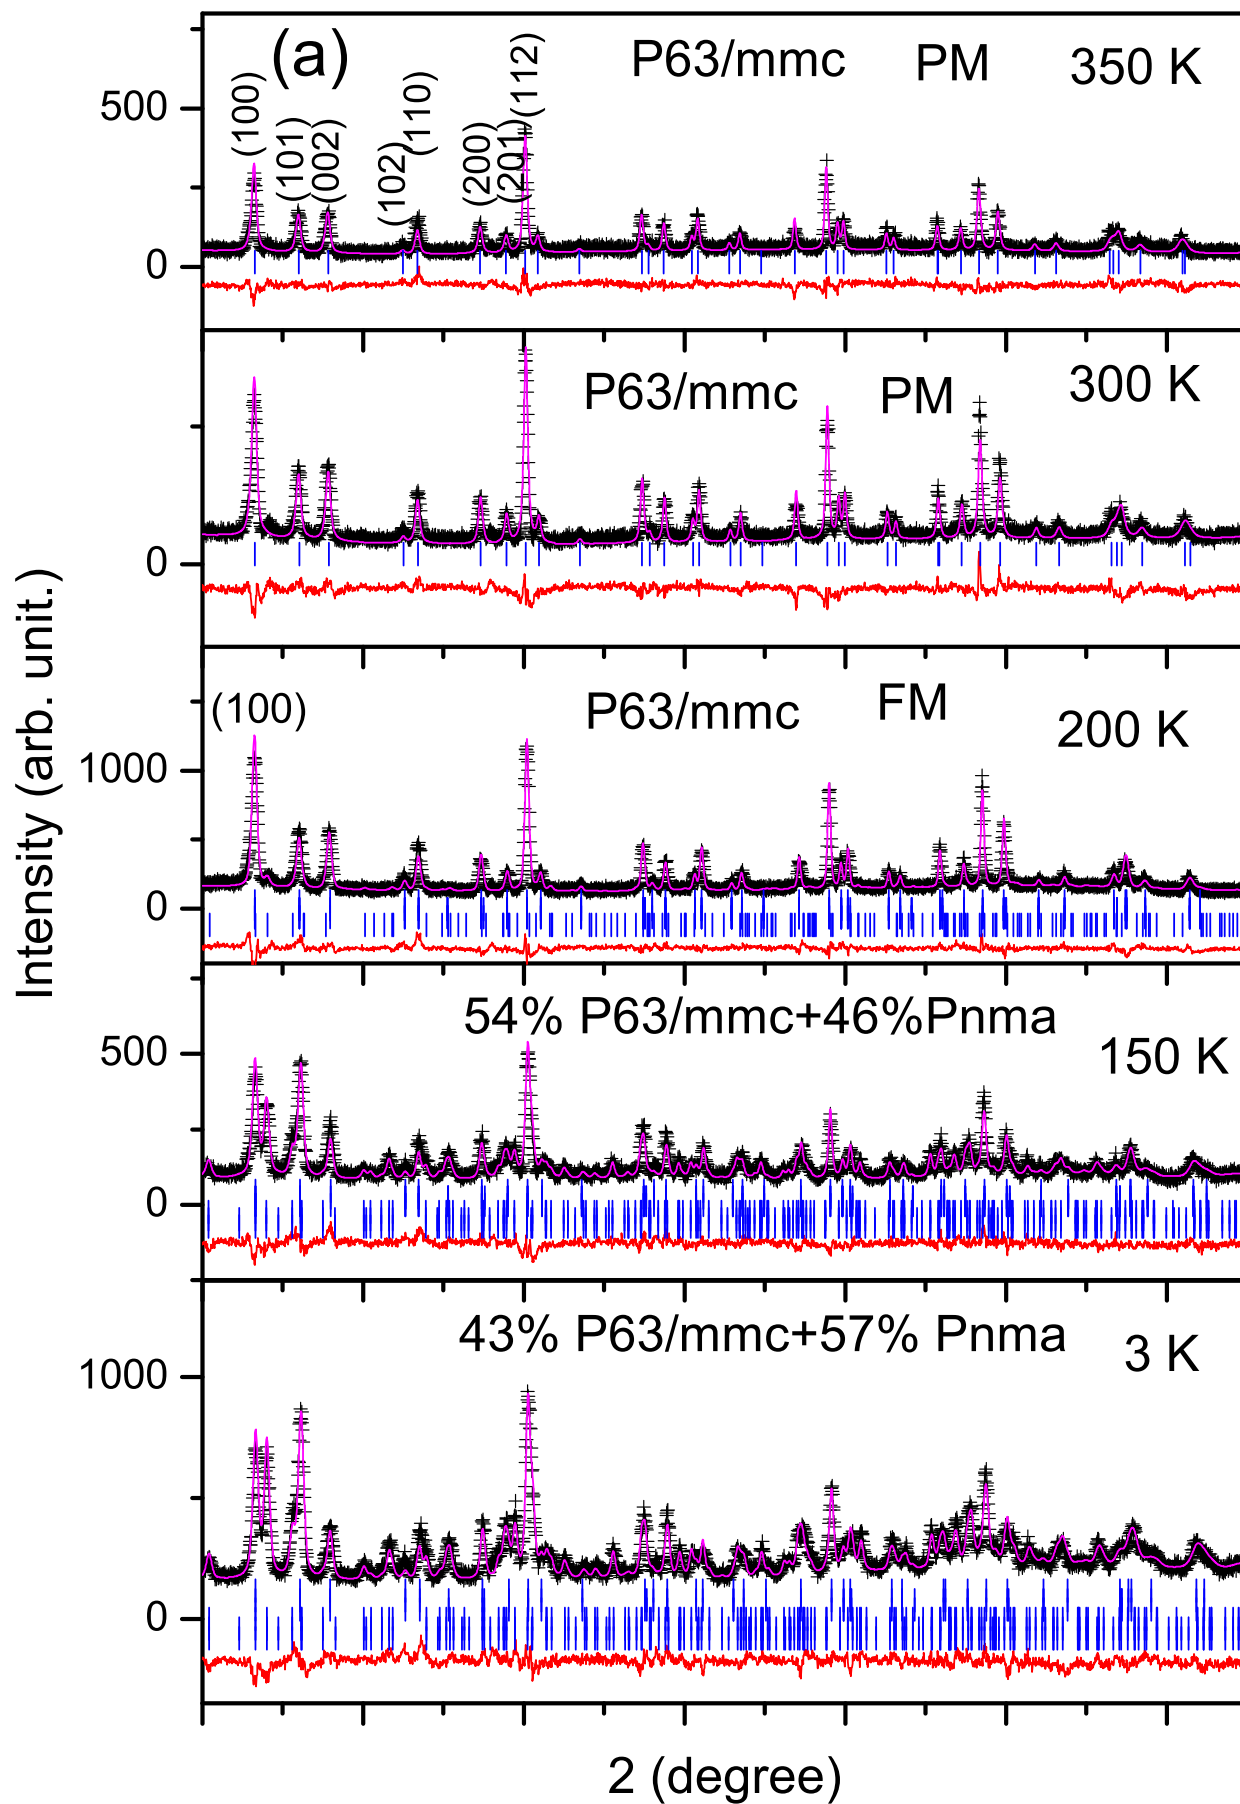 (a)
P63/mmc PM 350 K
(100)
(101)
(002)
(102)
(110)
(200)
(201)
(112)
500
0
P63/mmc PM 300 K
0
(100) P63/mmc FM 200 K
1000
0
54% P63/mmc+46%Pnma
150 K
500
0
43% P63/mmc+57% Pnma
3 K
1000
0
Intensity (arb. unit.)
2 (degree)